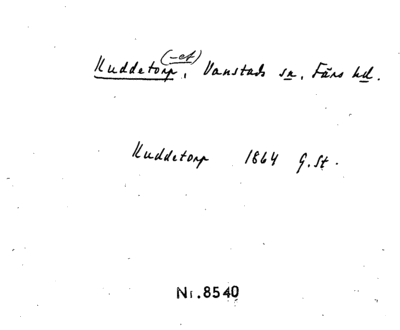 Kuddetorp (-et), Vanstads sn, Färs hd.
Kuddetorp 1864 G.St.
Nr.8540